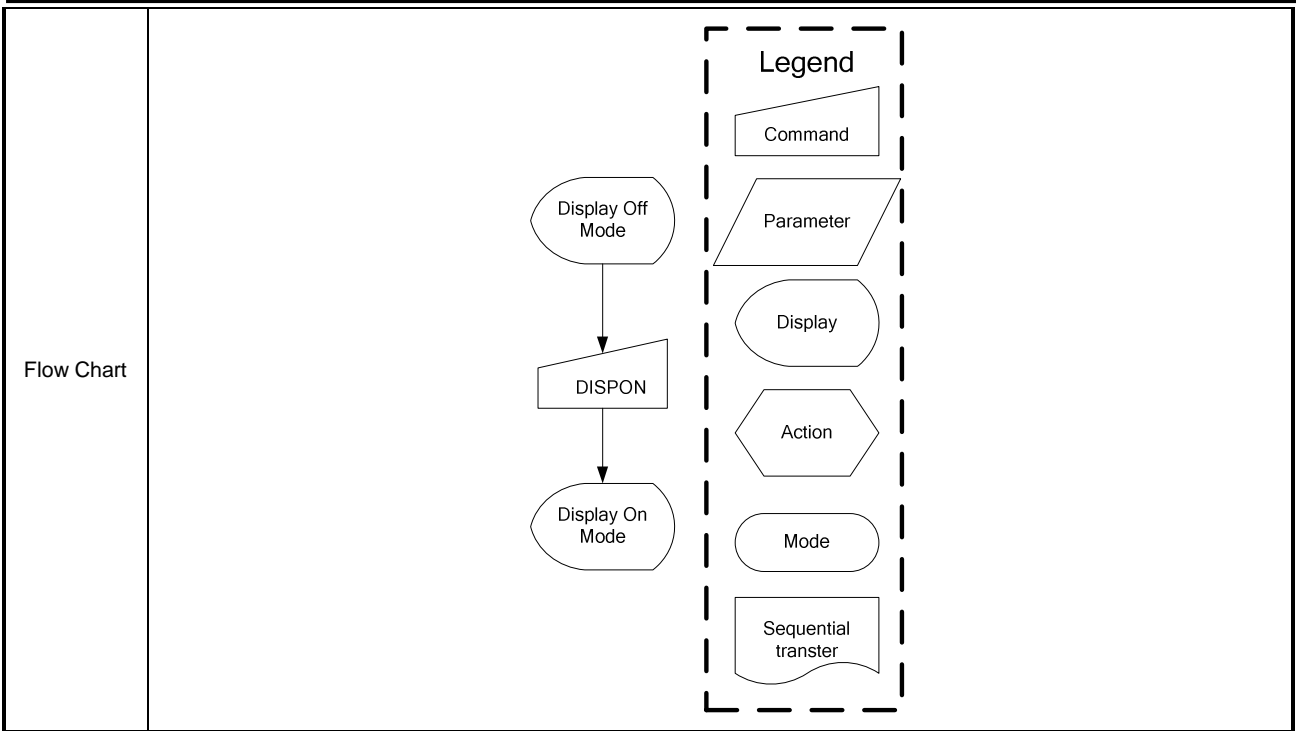 Flow Chart
Display Off
Mode
DISPON
Display On
Mode
Legend
Command
Parameter
Display
Action
Mode
Sequential
transter